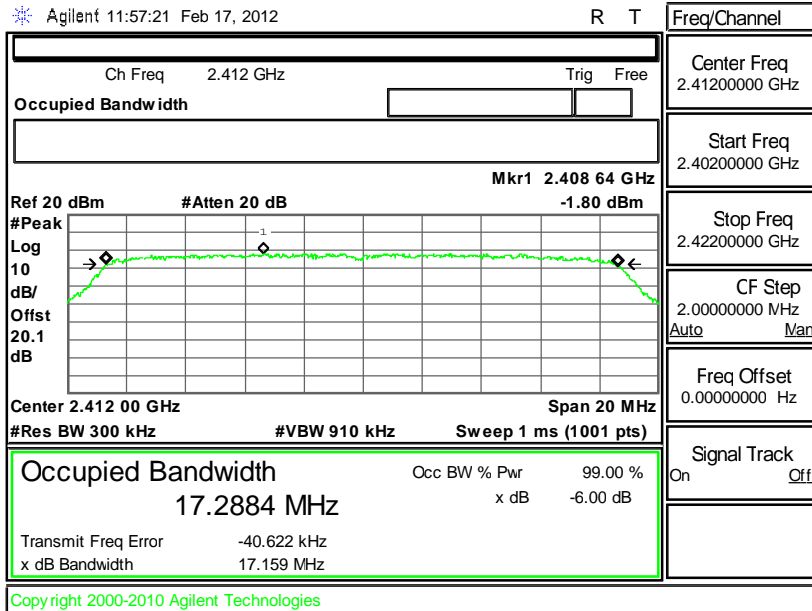 Agilent 11:57:21 Feb 17, 2012 R T
Ch Freq 2.412 GHz Trig Free
Occupied Bandwidth
Mkr1 2.408 64 GHz
Ref 20 dBm #Atten 20 dB -1.80 dBm
#Peak
Log
10
dB/
Offst
20.1
dB
1
Center 2.412 00 GHz Span 20 MHz
#Res BW 300 kHz #VBW 910 kHz Sweep 1 ms (1001 pts)
Occupied Bandwidth Occ BW % Pwr 99.00 %
17.2884 MHz x dB -6.00 dB
Transmit Freq Error -40.622 kHz
x dB Bandwidth 17.159 MHz
Copyright 2000-2010 Agilent Technologies
Freq/Channel
Center Freq
2.41200000 GHz
Start Freq
2.40200000 GHz
Stop Freq
2.42200000 GHz
CF Step
2.00000000 MHz
Auto Man
Freq Offset
0.00000000 Hz
Signal Track
On Off